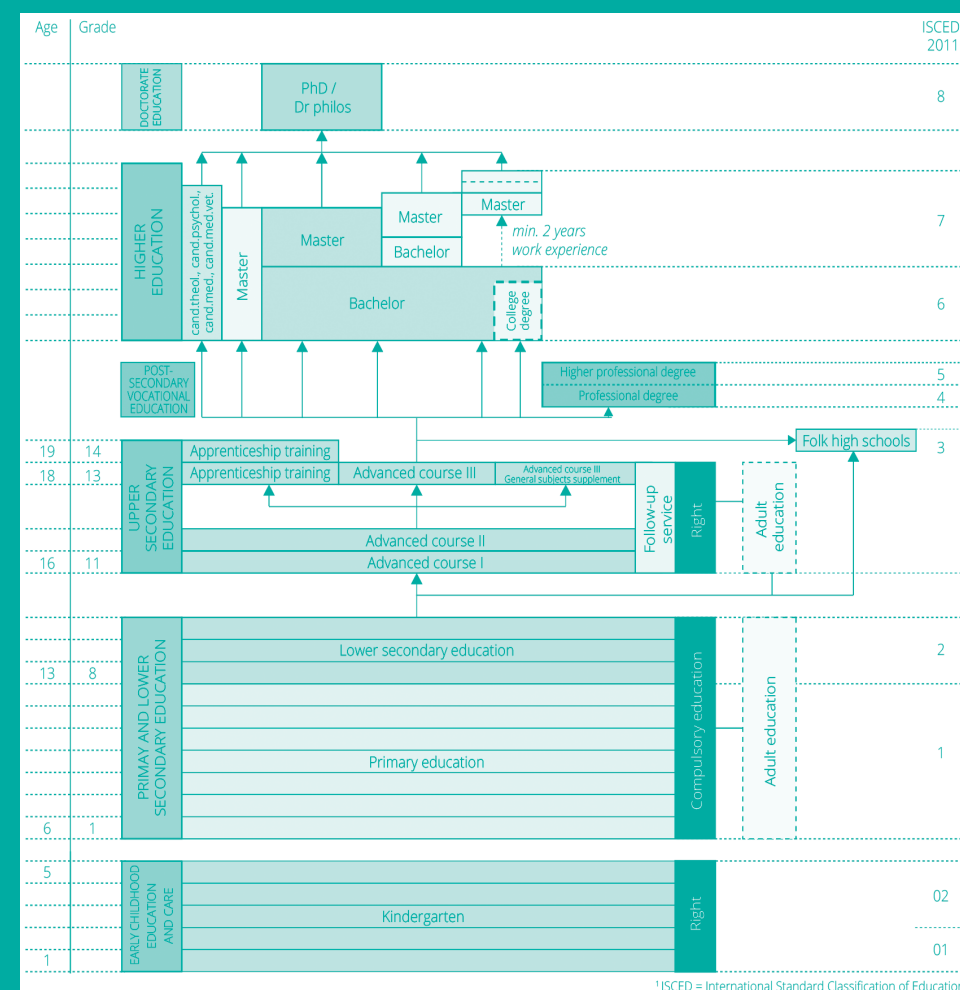 Age Grade ISCED
2011
DOCTORATE
EDUCATION
PhD /
Dr philos
8
HIGHER
EDUCATION
cand.theol., cand.psychol.,
cand.med., cand.med.vet.
Master
Master
Master
Bachelor
Master
min. 2 years
work experience
7
Bachelor
College
degree
6
POST-
SECONDARY
VOCATIONAL
EDUCATION
Higher professional degree
5
Professional degree
4
Folk high schools
3
19 14
Apprenticeship training
18 13
Apprenticeship training
Advanced course III
Advanced course III
General subjects supplement
UPPER
SECONDARY
EDUCATION
Follow-up
service
Right
Adult
education
Advanced course II
16 11
Advanced course I
PRIMAY AND LOWER
SECONDARY EDUCATION
Lower secondary education
2
13 8
Compulsory education
Adult education
Primary education
1
6 1
5
EARLY CHILDHOOD
EDUCATION
AND CARE
Kindergarten
Right
02
01
1
1 ISCED = International Standard Classification of Education